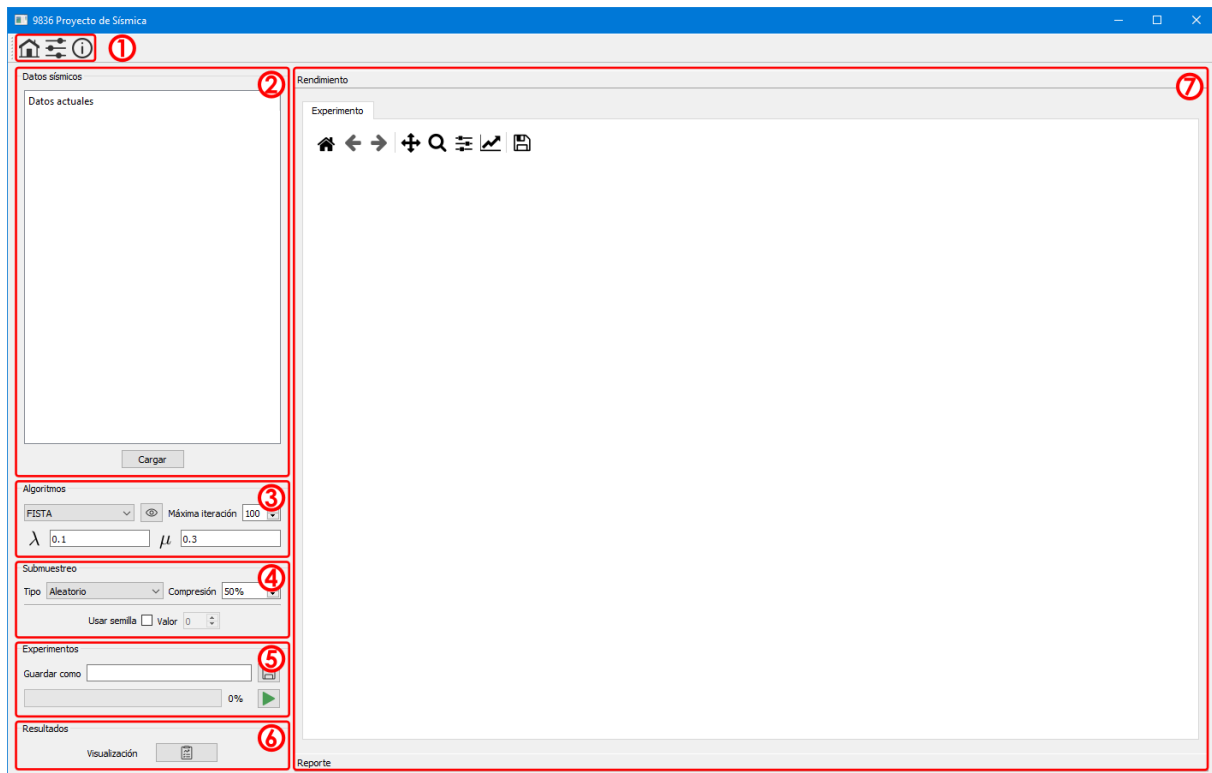 9836 Proyecto de Sísmica
1
Datos sísmicos
2
Datos actuales
Cargar
Algoritmos
3
FISTA
Máxima iteración 100
λ 0.1 μ 0.3
Submuestreo
4
Tipo Aleatorio Compresión 50%
Usar semilla Valor 0
Experimentos
5
Guardar como
0%
Resultados
6
Visualización
Rendimiento
7
Experimento
Reporte